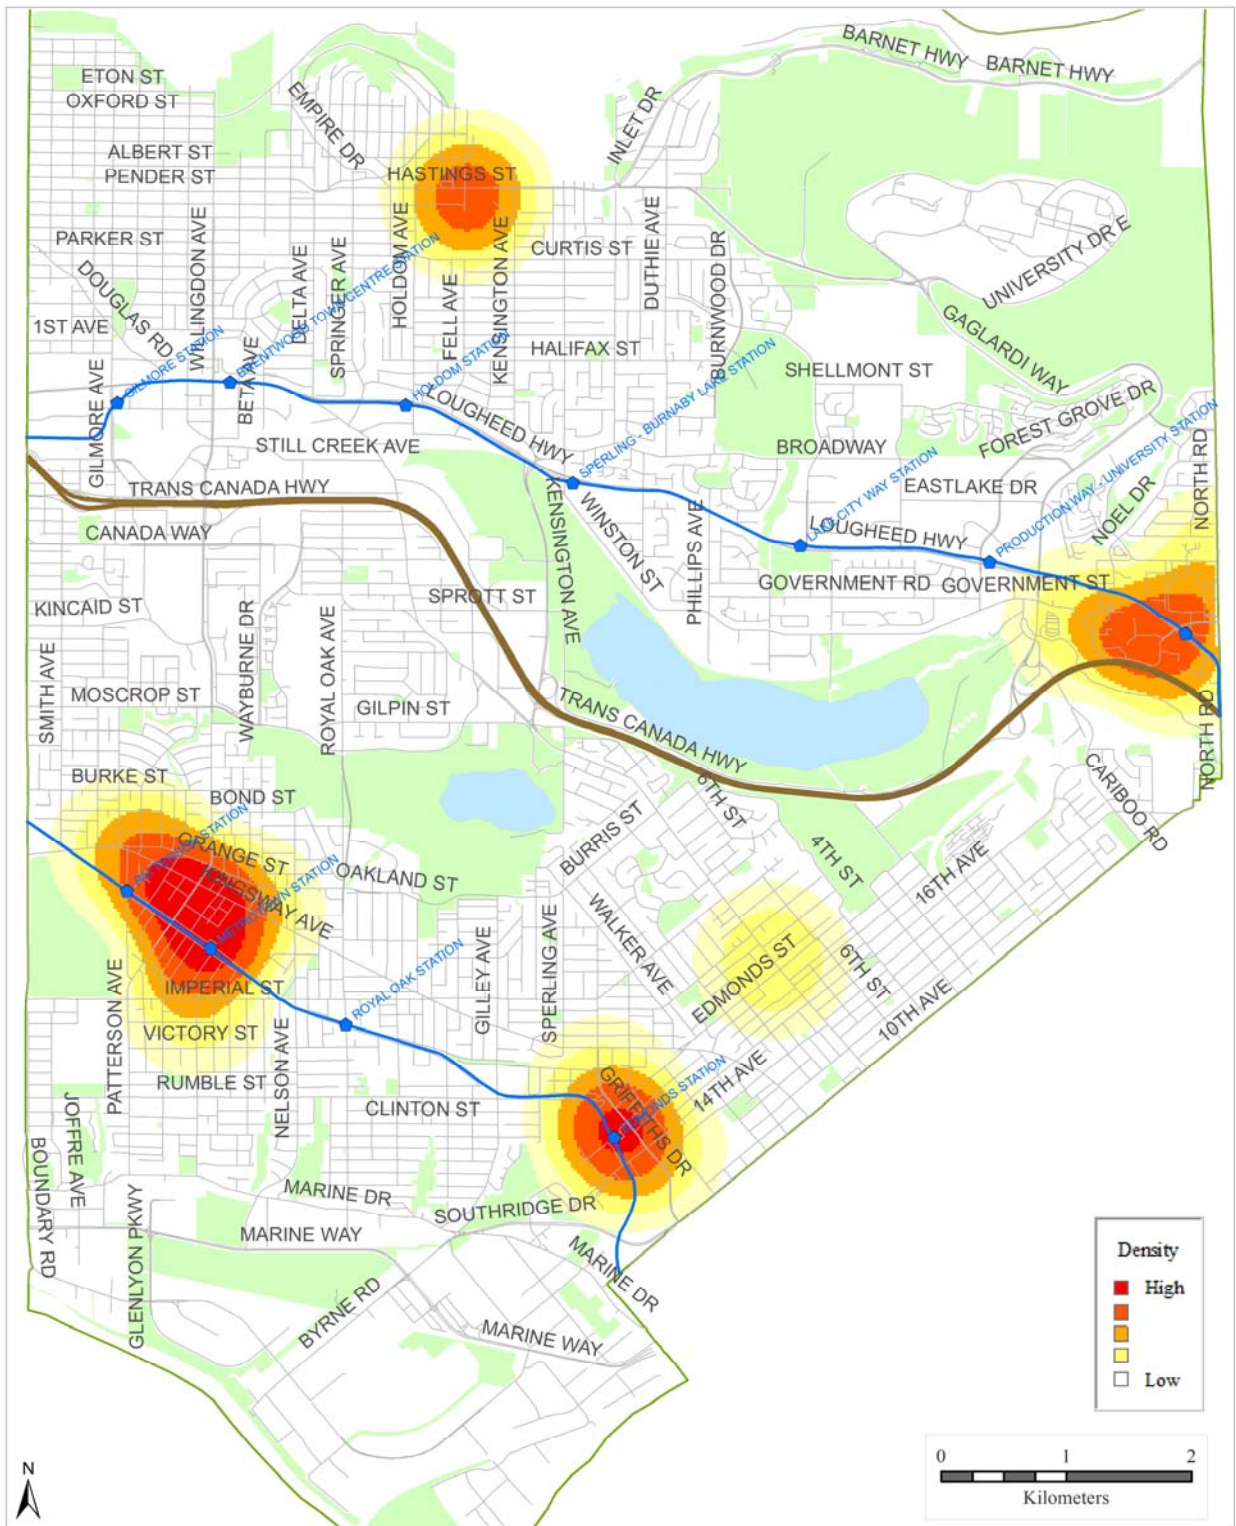 BARNET HWY
BARNET HWY
ETON ST
OXFORD ST
EMPIRE DR
INLET DR
ALBERT ST
PENDER ST
HASTINGS ST
PARKER ST
WILLINGDON AVE
DELTA AVE
SPRINGER AVE
HOLDOM AVE
BRENTWOOD TOWN CENTRE STATION
FELL AVE
KENSINGTON AVE
CURTIS ST
DUTHIE AVE
BURNWOOD DR
UNIVERSITY DR E
DOUGLAS RD
1ST AVE
GILMORE STATION
BETA AVE
HOLDOM STATION
HALIFAX ST
GAGLARDI WAY
SHELLMONT ST
SPERLING - BURNABY LAKE STATION
GILMORE AVE
LOUGHEED HWY
FOREST GROVE DR
STILL CREEK AVE
BROADWAY
LAKE CITY WAY STATION
PRODUCTION WAY - UNIVERSITY STATION
NORTH RD
TRANS CANADA HWY
EASTLAKE DR
NOEL DR
CANADA WAY
KENSINGTON AVE
WINSTON ST
PHILLIPS AVE
LOUGHEED HWY
GOVERNMENT RD
GOVERNMENT ST
KINCAID ST
SPROTT ST
SMITH AVE
WAYBURNE DR
ROYAL OAK AVE
MOSCROP ST
GILPIN ST
TRANS CANADA HWY
NORTH RD
BURKE ST
BOND ST
6TH ST
CARIBOO RD
STATION
GRANGE ST
BURRIS ST
4TH ST
16TH AVE
OAKLAND ST
KINGSWAY AVE
METROTOWN STATION
WALKER AVE
EDMONDS ST
6TH ST
10TH AVE
PATTERSON AVE
IMPERIAL ST
ROYAL OAK STATION
GILLEY AVE
SPERLING AVE
VICTORY ST
NELSON AVE
RUMBLE ST
JOFFRE AVE
CLINTON ST
GRIFFITHS DR
EDMONDS STATION
14TH AVE
BOUNDARY RD
GLENLYON PKWY
MARINE DR
SOUTHRIDGE DR
MARINE WAY
MARINE DR
BYRNE RD
MARINE WAY
Density
High
Low
N
0 1 2
Kilometers